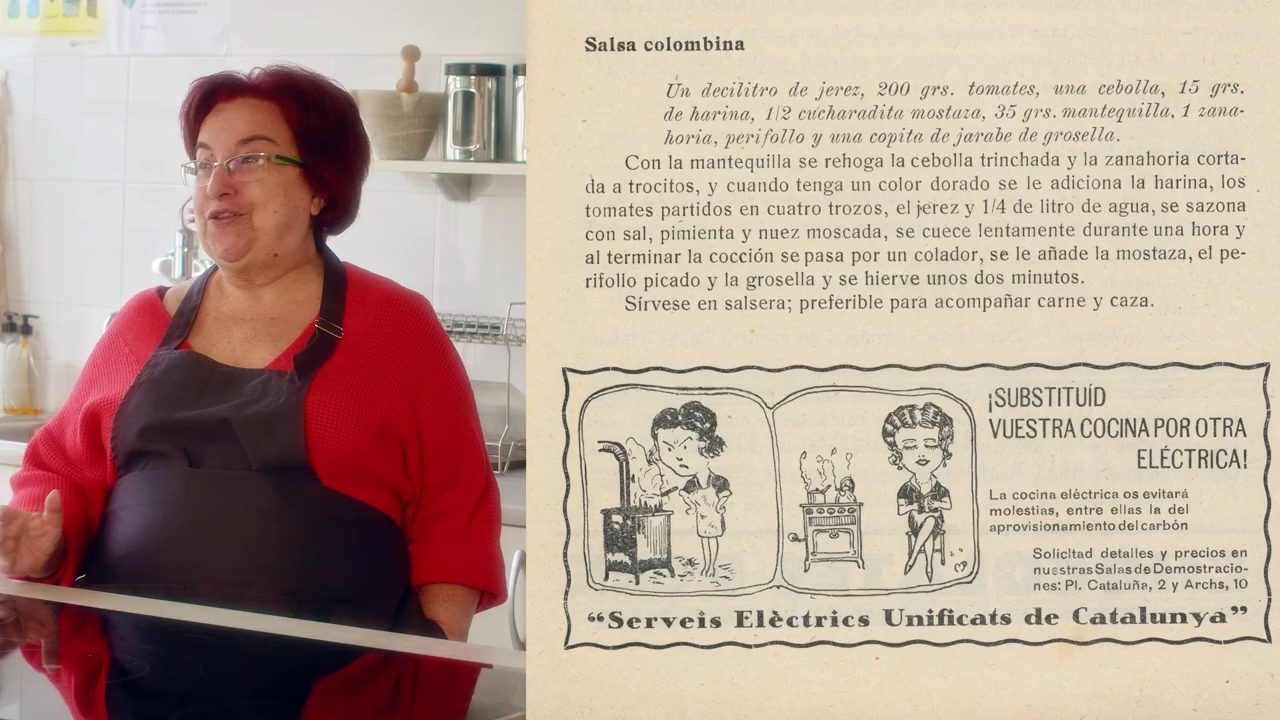 Salsa colombina
Un decilitro de jerez, 200 grs. tomates, una cebolla, 15 grs.
de harina, 1/2 cucharadita mostaza, 35 grs. mantequilla, 1 zana-
horia, perifollo y una copita de jarabe de grosella.
Con la mantequilla se rehoga la cebolla trinchada y la zanahoria corta-
da a trocitos, y cuando tenga un color dorado se le adiciona la harina, los
tomates partidos en cuatro trozos, el jerez y 1/4 de litro de agua, se sazona
con sal, pimienta y nuez moscada, se cuece lentamente durante una hora y
al terminar la cocción se pasa por un colador, se le añade la mostaza, el pe-
rifollo picado y la grosella y se hierve unos dos minutos.
Sírvese en salsera; preferible para acompañar carne y caza.
¡SUBSTITUÍD
VUESTRA COCINA POR OTRA
ELÉCTRICA!
La cocina eléctrica os evitará
molestias, entre ellas la del
aprovisionamiento del carbón
Solicitad detalles y precios en
nuestras Salas de Demostracio-
nes: Pl. Cataluña, 2 y Archs, 10
“Serveis Elèctrics Unificats de Catalunya”